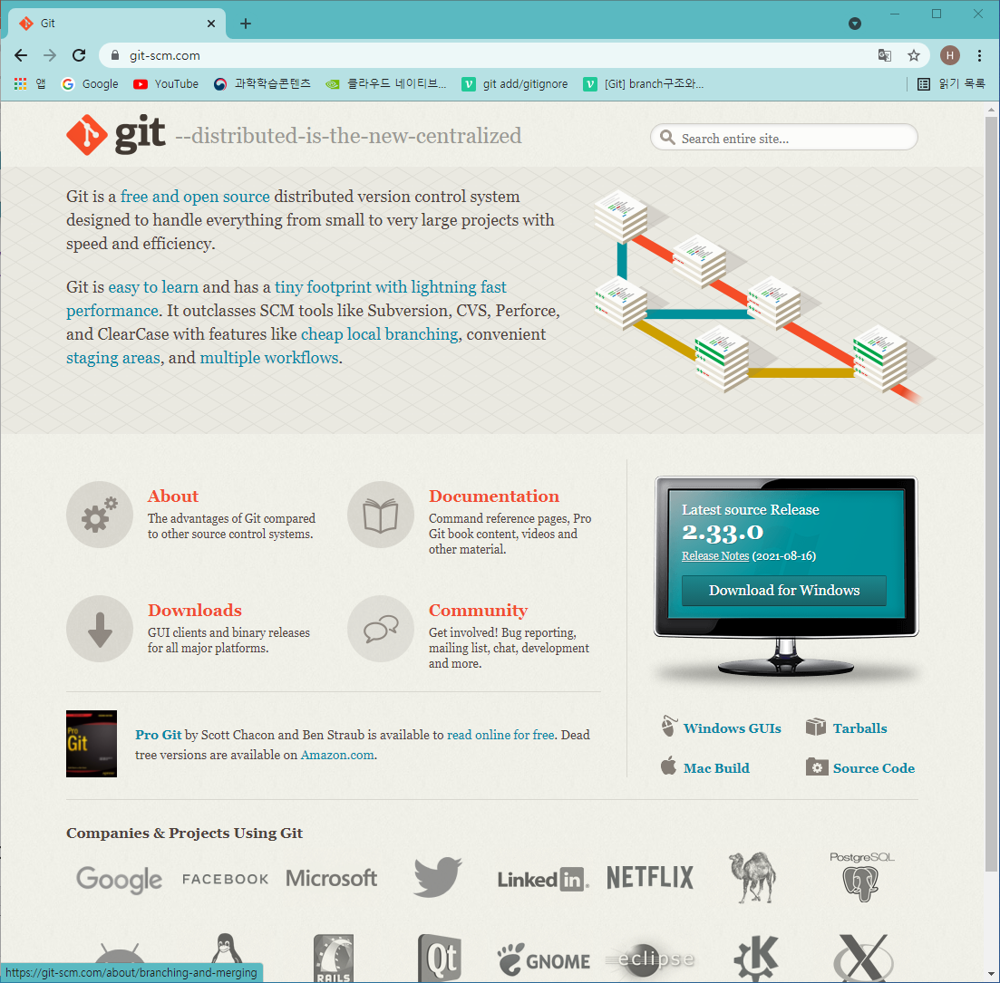 Git
git-scm.com
H
앱
Google
YouTube
과학학습콘텐츠
클라우드 네이티브...
git add/gitignore
[Git] branch구조와...
읽기 목록
git --distributed-is-the-new-centralized
Search entire site...
Git is a free and open source distributed version control system
designed to handle everything from small to very large projects with
speed and efficiency.
Git is easy to learn and has a tiny footprint with lightning fast
performance. It outclasses SCM tools like Subversion, CVS, Perforce,
and ClearCase with features like cheap local branching, convenient
staging areas, and multiple workflows.
About
The advantages of Git compared
to other source control systems.
Documentation
Command reference pages, Pro
Git book content, videos and
other material.
Downloads
GUI clients and binary releases
for all major platforms.
Community
Get involved! Bug reporting,
mailing list, chat, development
and more.
Latest source Release
2.33.0
Release Notes (2021-08-16)
Download for Windows
Windows GUIs
Tarballs
Mac Build
Source Code
Pro
Git
Pro Git by Scott Chacon and Ben Straub is available to read online for free. Dead
tree versions are available on Amazon.com.
Companies & Projects Using Git
Google
FACEBOOK
Microsoft
Linked in
NETFLIX
PostgreSQL
RAILS
Qt
GNOME
eclipse
K
X
https://git-scm.com/about/branching-and-merging